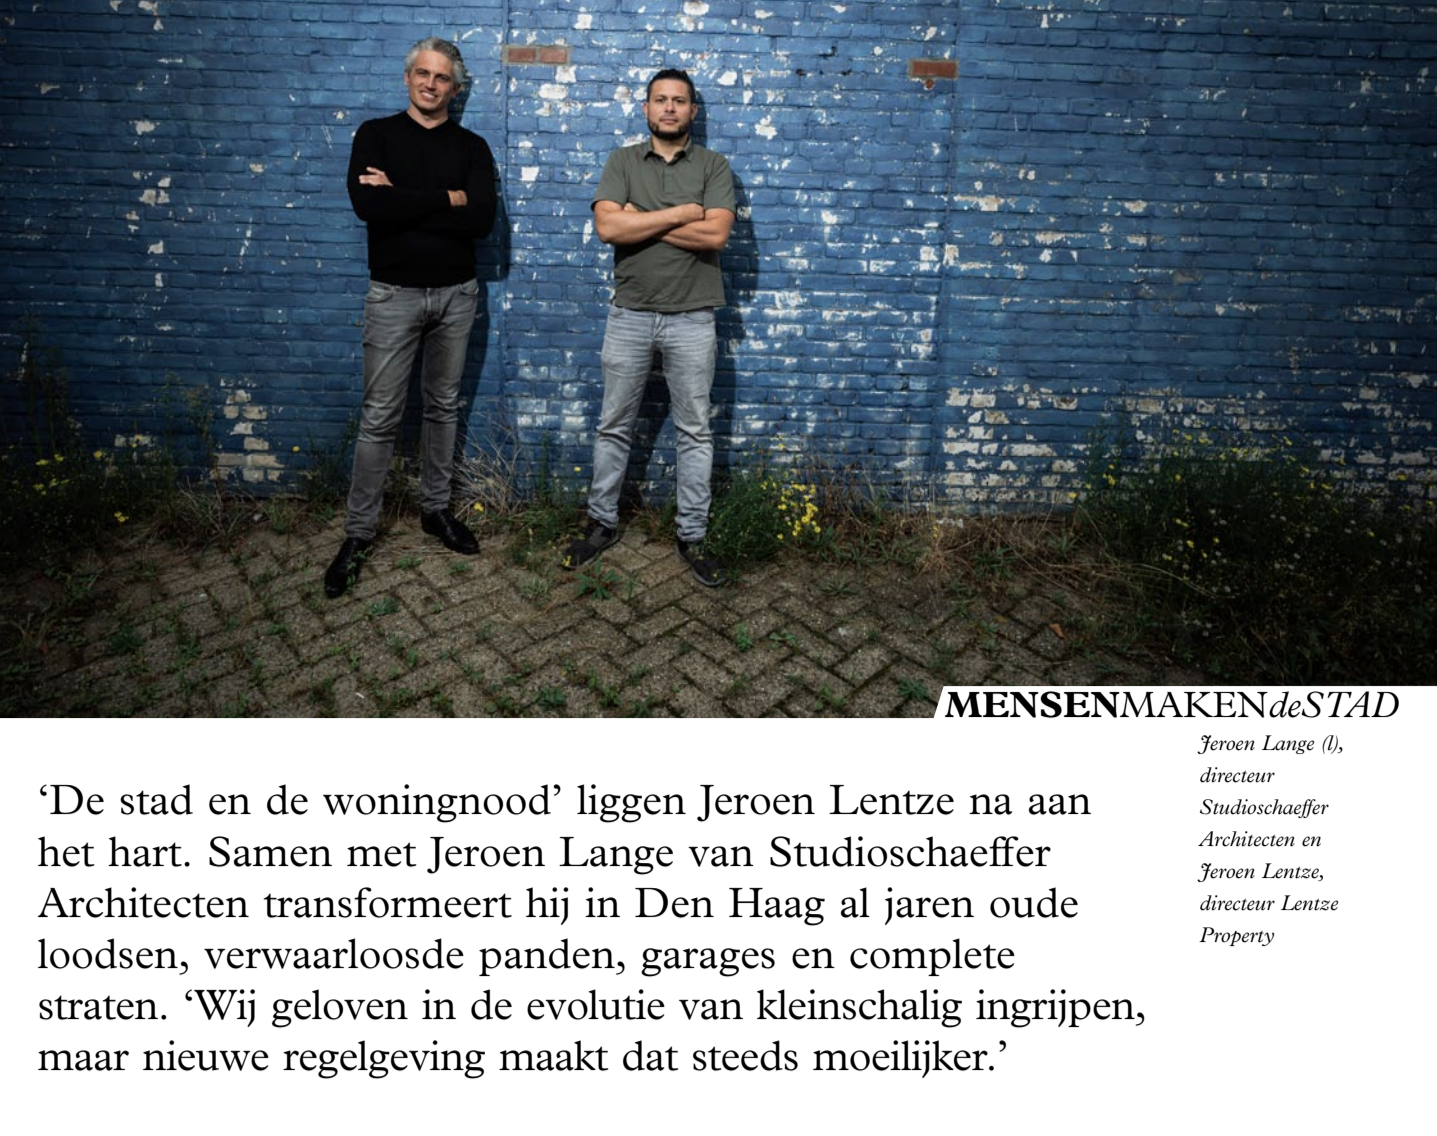 MENSENMAKENdeSTAD
Jeroen Lange (l),
directeur
Studioschaeffer
Architecten en
Jeroen Lentze,
directeur Lentze
Property
‘De stad en de woningnood’ liggen Jeroen Lentze na aan
het hart. Samen met Jeroen Lange van Studioschaeffer
Architecten transformeert hij in Den Haag al jaren oude
loodsen, verwaarloosde panden, garages en complete
straten. ‘Wij geloven in de evolutie van kleinschalig ingrijpen,
maar nieuwe regelgeving maakt dat steeds moeilijker.’